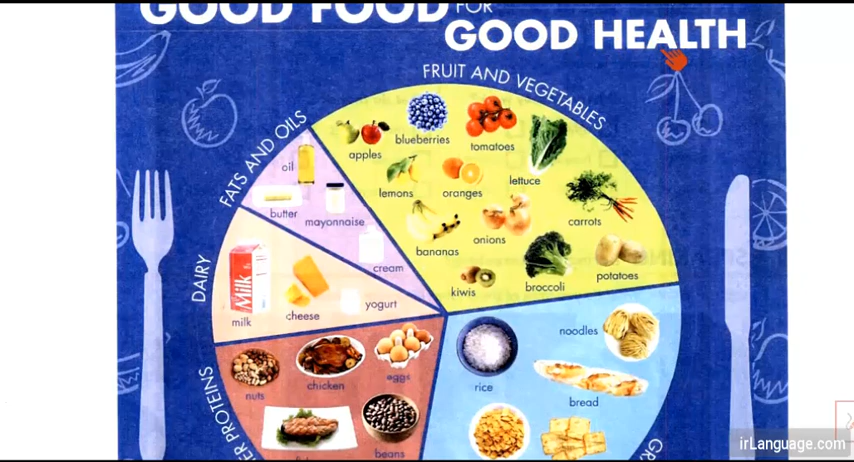 GOOD FOOD FOR
GOOD HEALTH
FRUIT AND VEGETABLES
apples
blueberries
tomatoes
lemons
oranges
lettuce
bananas
onions
carrots
kiwis
broccoli
potatoes
FATS AND OILS
oil
butter
mayonnaise
cream
DAIRY
Milk
milk
cheese
yogurt
nuts
chicken
eggs
beans
PROTEINS
noodles
rice
bread
irLanguage.com